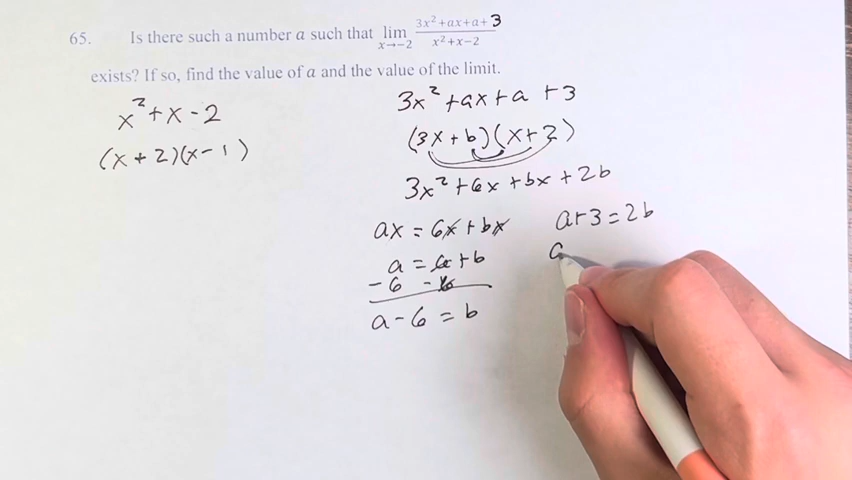 65. Is there such a number a such that lim x→-2 3x²+ax+a+3 / x²+x-2
exists? If so, find the value of a and the value of the limit.
x²+x-2
(x+2)(x-1)
3x²+ax+a+3
(3x+b)(x+2)
3x²+6x+bx+2b
ax = 6x+bx
a = 6+b
-6 -6
a-6 = b
a+3=2b
a